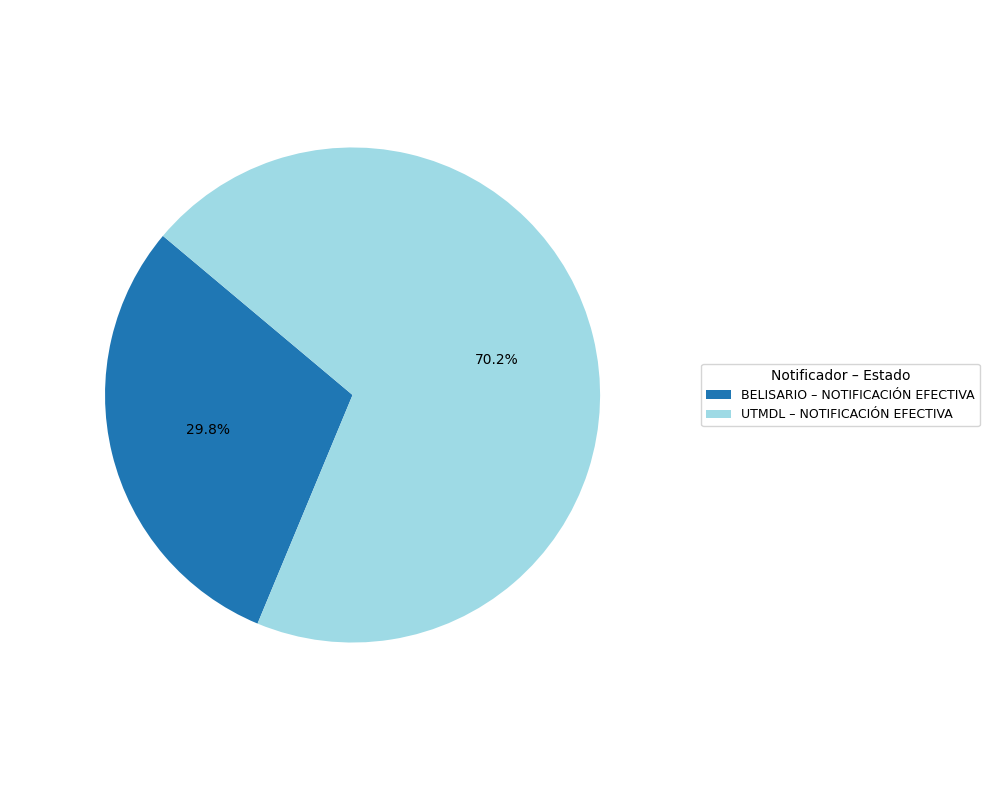 70.2%
29.8%
Notificador – Estado
BELISARIO – NOTIFICACIÓN EFECTIVA
UTMDL – NOTIFICACIÓN EFECTIVA